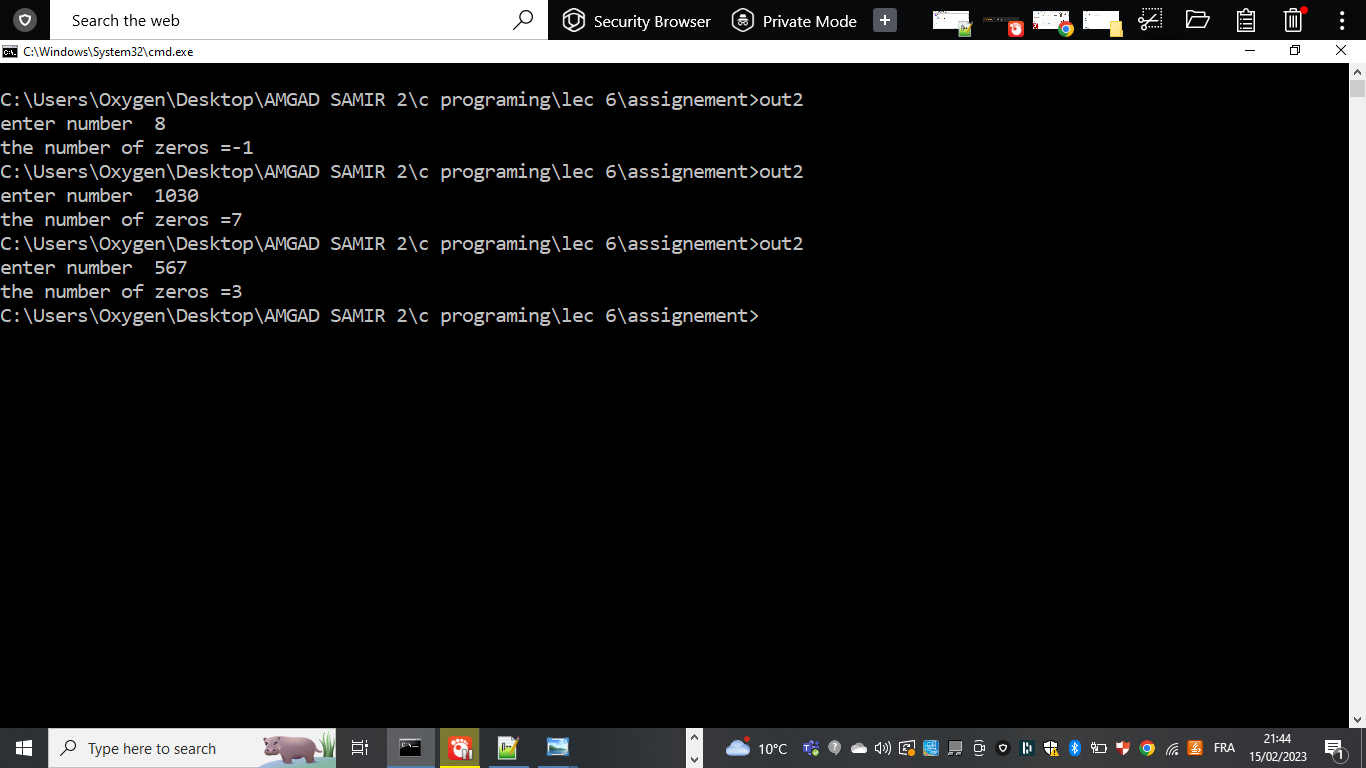 Search the web
Security Browser
Private Mode
C:\Windows\System32\cmd.exe
C:\Users\Oxygen\Desktop\AMGAD SAMIR 2\c programing\lec 6\assignement>out2
enter number  8
the number of zeros =-1
C:\Users\Oxygen\Desktop\AMGAD SAMIR 2\c programing\lec 6\assignement>out2
enter number  1030
the number of zeros =7
C:\Users\Oxygen\Desktop\AMGAD SAMIR 2\c programing\lec 6\assignement>out2
enter number  567
the number of zeros =3
C:\Users\Oxygen\Desktop\AMGAD SAMIR 2\c programing\lec 6\assignement>
Type here to search
10°C
FRA
21:44
15/02/2023
1